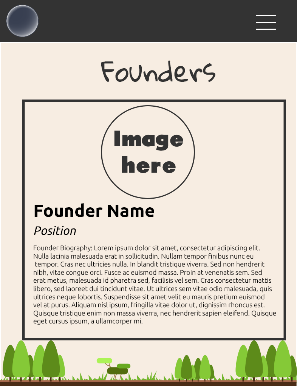 Founders
Image
here
Founder Name
Position
Founder Biography: Lorem ipsum dolor sit amet, consectetur adipiscing elit.
Nulla lacinia malesuada erat in sollicitudin. Nullam tempor finibus nunc eu
tempor. Cras nec ultricies nulla. In blandit tristique viverra. Sed non hendrerit
nibh, vitae congue orci. Fusce ac euismod massa. Proin at venenatis sem. Sed
erat metus, malesuada id pharetra sed, facilisis vel sem. Cras consectetur mattis
libero, sed laoreet dui tincidunt vitae. Ut ultrices sem vitae odio malesuada, quis
ultrices neque lobortis. Suspendisse sit amet velit eu mauris pretium euismod
vel at purus. Aliquam nisl ipsum, fringilla vitae dolor id, dignissim rhoncus est.
Quisque tristique enim non massa viverra, nec hendrerit sapien eleifend. Quisque
eget cursus ipsum, a ullamcorper mi.